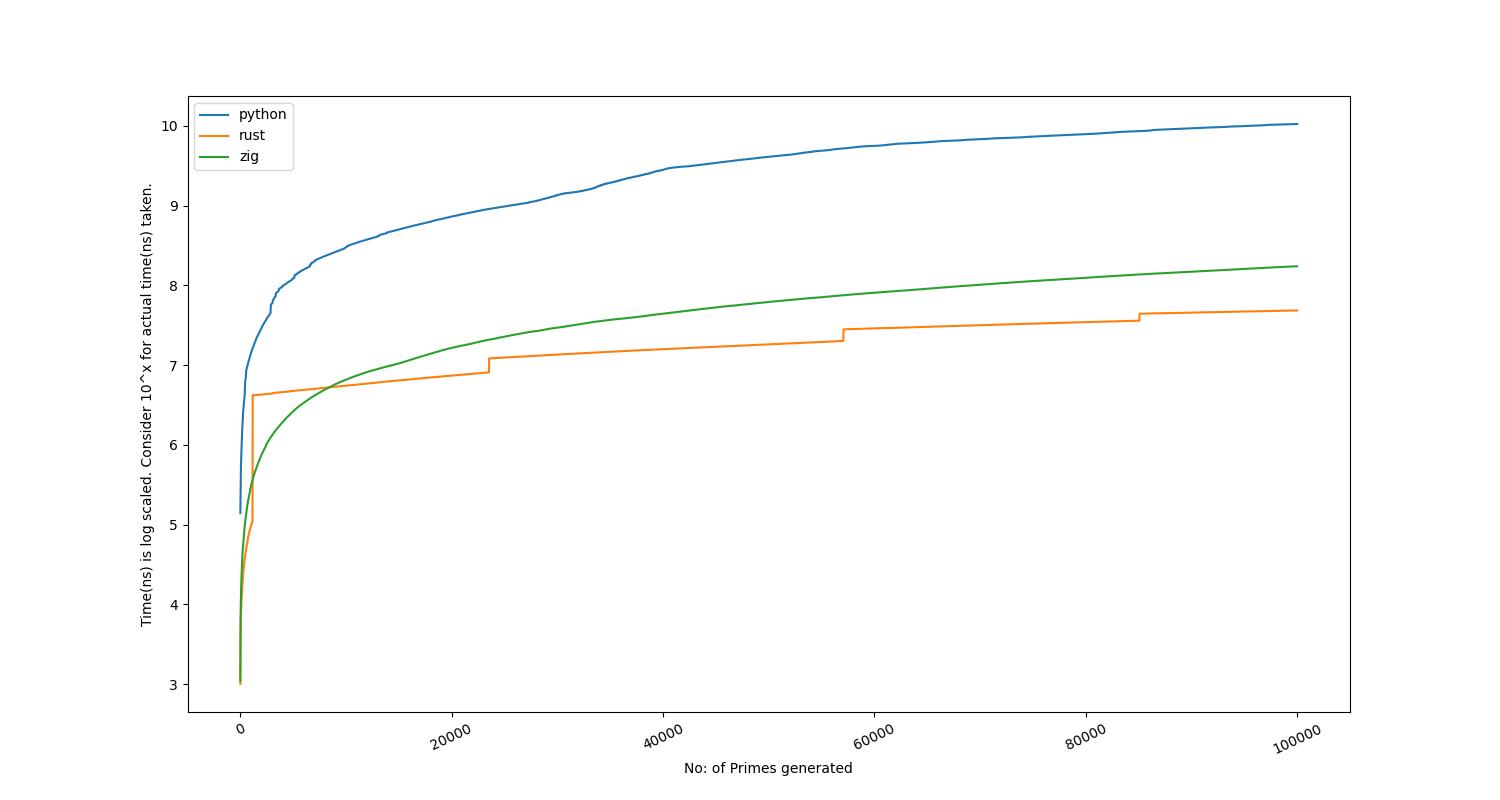 python
rust
zig
10
9
8
7
6
5
4
3
Time(ns) is log scaled. Consider 10^x for actual time(ns) taken.
0
20000
40000
60000
80000
100000
No: of Primes generated